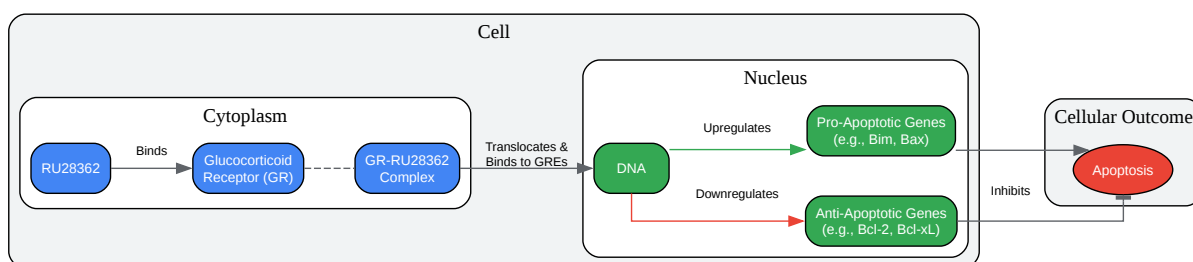 Cell
Cytoplasm
RU28362
Binds
Glucocorticoid
Receptor (GR)
GR-RU28362
Complex
Translocates &
Binds to GREs
Nucleus
DNA
Upregulates
Pro-Apoptotic Genes
(e.g., Bim, Bax)
Downregulates
Anti-Apoptotic Genes
(e.g., Bcl-2, Bcl-xL)
Inhibits
Cellular Outcome
Apoptosis